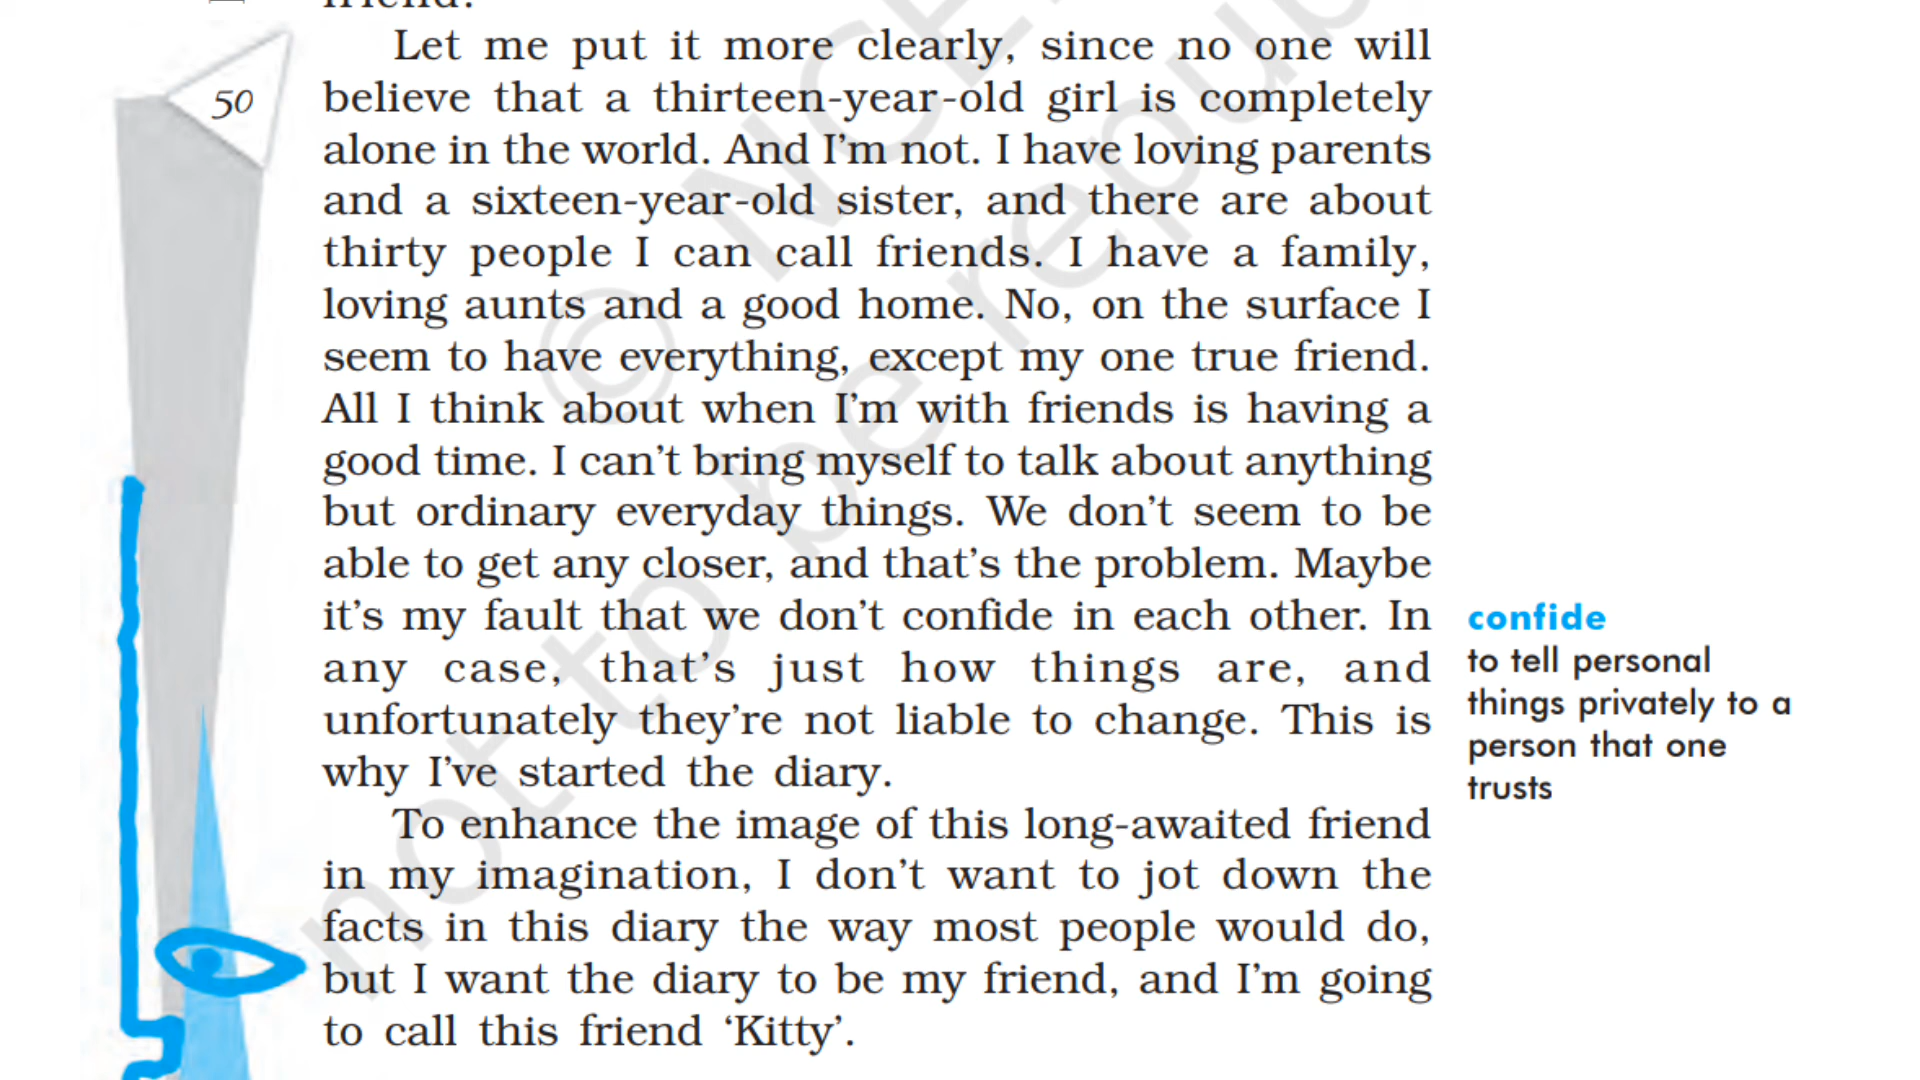 friend.
Let me put it more clearly, since no one will
believe that a thirteen-year-old girl is completely
alone in the world. And I'm not. I have loving parents
and a sixteen-year-old sister, and there are about
thirty people I can call friends. I have a family,
loving aunts and a good home. No, on the surface I
seem to have everything, except my one true friend.
All I think about when I'm with friends is having a
good time. I can't bring myself to talk about anything
but ordinary everyday things. We don't seem to be
able to get any closer, and that's the problem. Maybe
it's my fault that we don't confide in each other. In
any case, that's just how things are, and
unfortunately they're not liable to change. This is
why I've started the diary.
To enhance the image of this long-awaited friend
in my imagination, I don't want to jot down the
facts in this diary the way most people would do,
but I want the diary to be my friend, and I'm going
to call this friend ‘Kitty’.
50
confide
to tell personal
things privately to a
person that one
trusts
© NCE
not to be repub